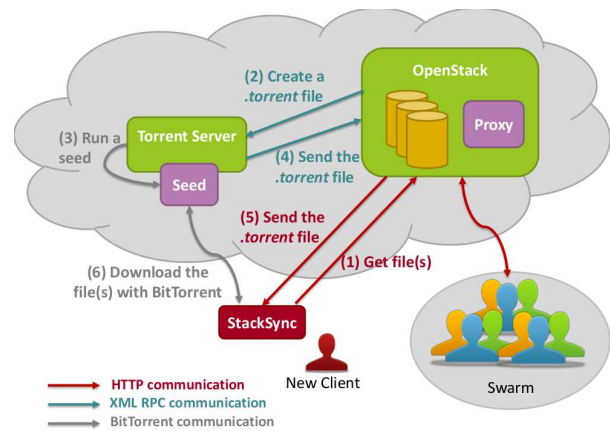 OpenStack
(2) Create a
.torrent file
(3) Run a
seed
Torrent Server
Proxy
(4) Send the
.torrent file
Seed
(5) Send the
.torrent file
(1) Get file(s)
(6) Download the
file(s) with BitTorrent
StackSync
New Client
Swarm
HTTP communication
XML RPC communication
BitTorrent communication